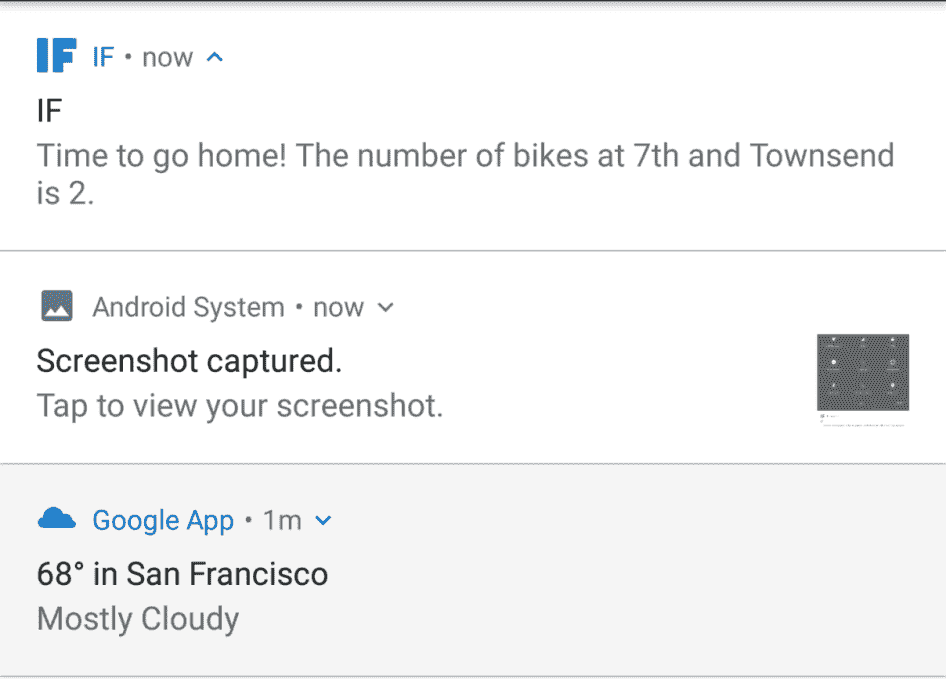 IF IF • now
IF
Time to go home! The number of bikes at 7th and Townsend
is 2.
Android System • now
Screenshot captured.
Tap to view your screenshot.
Google App • 1m
68° in San Francisco
Mostly Cloudy